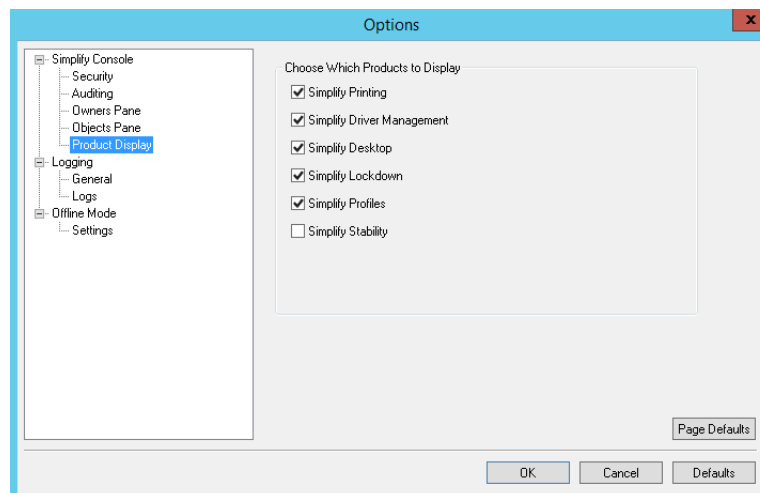 Options
x
Simplify Console
Security
Auditing
Owners Pane
Objects Pane
Product Display
Logging
General
Logs
Offline Mode
Settings
Choose Which Products to Display
Simplify Printing
Simplify Driver Management
Simplify Desktop
Simplify Lockdown
Simplify Profiles
Simplify Stability
Page Defaults
OK Cancel Defaults